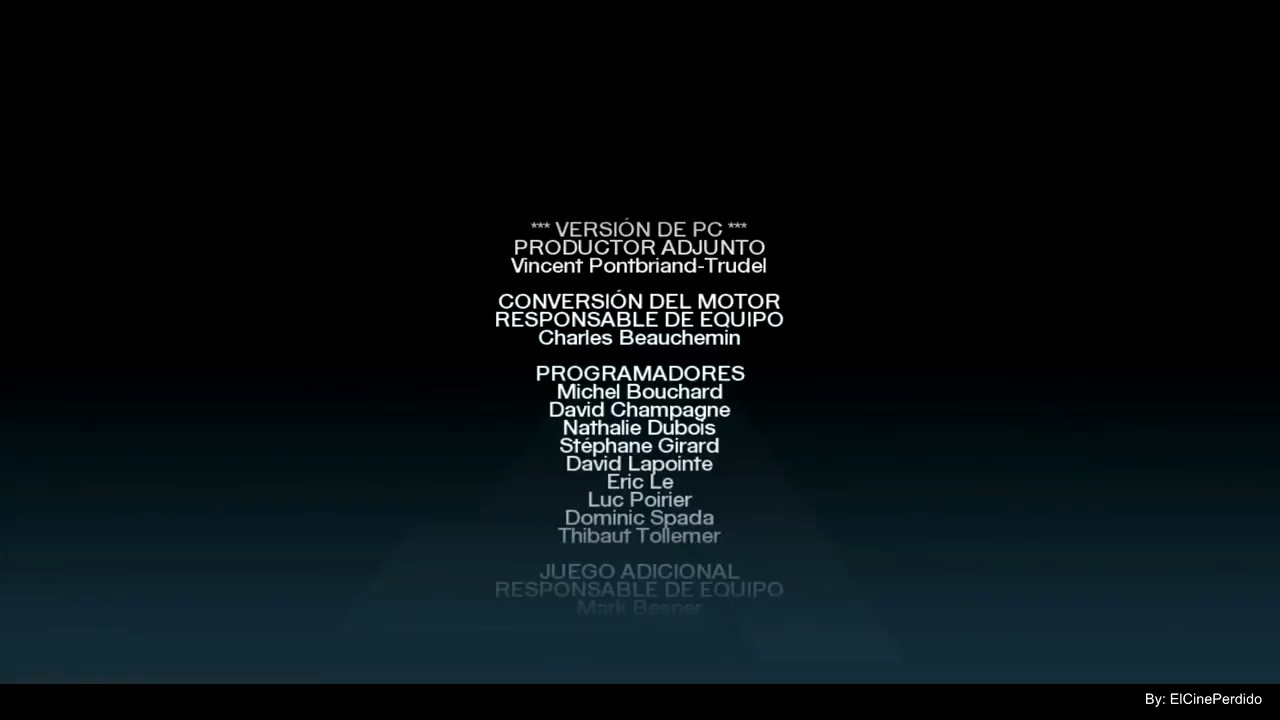 *** VERSIÓN DE PC ***
PRODUCTOR ADJUNTO
Vincent Pontbriand-Trudel
CONVERSIÓN DEL MOTOR
RESPONSABLE DE EQUIPO
Charles Beauchemin
PROGRAMADORES
Michel Bouchard
David Champagne
Nathalie Dubois
Stéphane Girard
David Lapointe
Eric Le
Luc Poirier
Dominic Spada
Thibaut Tollemer
JUEGO ADICIONAL
RESPONSABLE DE EQUIPO
Mark Besner
By: ElCinePerdido